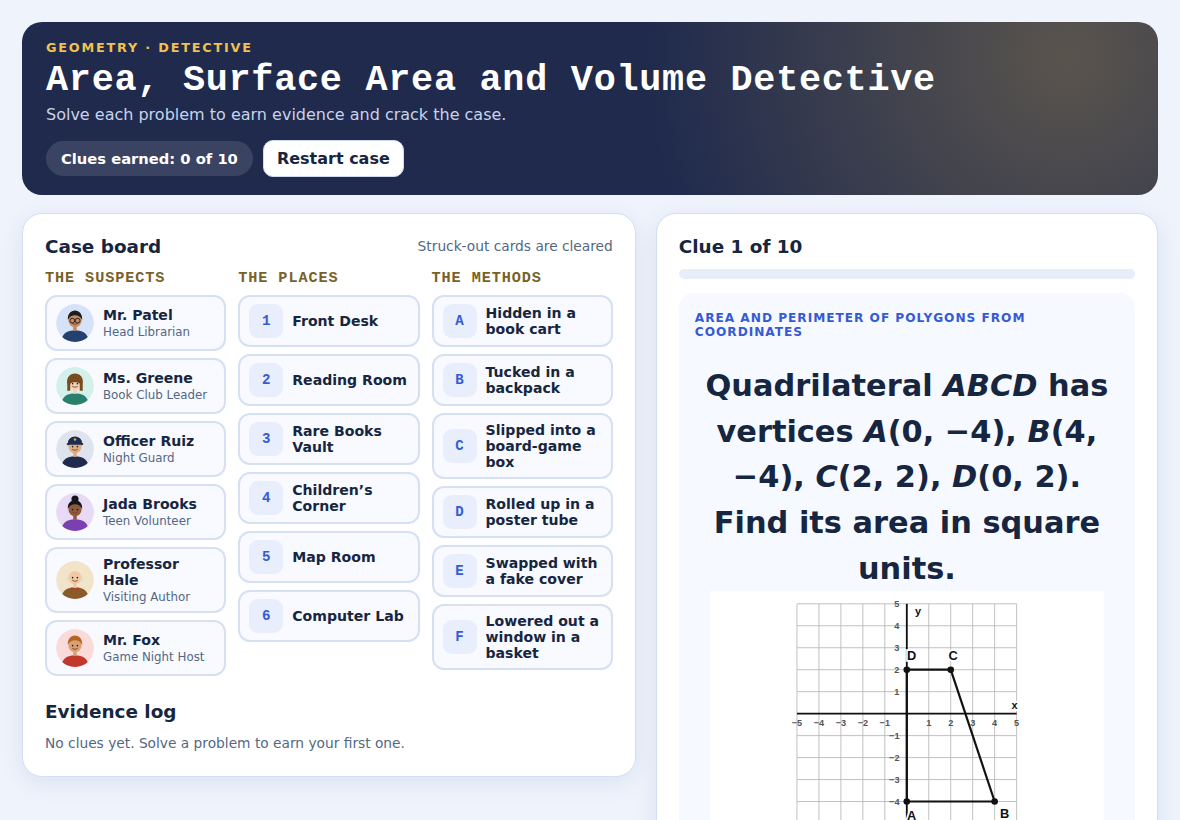 GEOMETRY · DETECTIVE
Area, Surface Area and Volume Detective
Solve each problem to earn evidence and crack the case.
Clues earned: 0 of 10
Restart case
Case board
Struck-out cards are cleared
THE SUSPECTS
Mr. Patel
Head Librarian
Ms. Greene
Book Club Leader
Officer Ruiz
Night Guard
Jada Brooks
Teen Volunteer
Professor
Hale
Visiting Author
Mr. Fox
Game Night Host
THE PLACES
1 Front Desk
2 Reading Room
3 Rare Books
Vault
4 Children’s
Corner
5 Map Room
6 Computer Lab
THE METHODS
A Hidden in a
book cart
B Tucked in a
backpack
C Slipped into a
board-game
box
D Rolled up in a
poster tube
E Swapped with
a fake cover
F Lowered out a
window in a
basket
Evidence log
No clues yet. Solve a problem to earn your first one.
Clue 1 of 10
AREA AND PERIMETER OF POLYGONS FROM
COORDINATES
Quadrilateral ABCD has
vertices A(0, −4), B(4,
−4), C(2, 2), D(0, 2).
Find its area in square
units.
5
y
4
3
D C
2
1
x
−5 −4 −3 −2 −1 1 2 3 4 5
−1
−2
−3
−4
A B